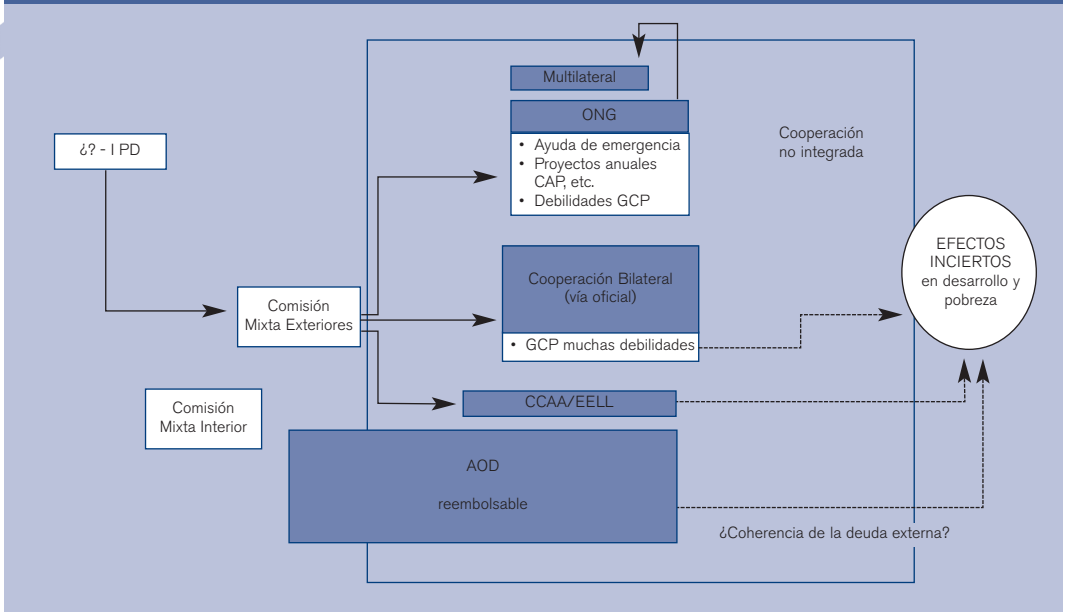 Multilateral
ONG
• Ayuda de emergencia
• Proyectos anuales
CAP, etc.
• Debilidades GCP
Cooperación
no integrada
¿? - I PD
EFECTOS
INCIERTOS
en desarrollo y
pobreza
Comisión
Mixta Exteriores
Cooperación Bilateral
(vía oficial)
• GCP muchas debilidades
CCAA/EELL
Comisión
Mixta Interior
AOD
reembolsable
¿Coherencia de la deuda externa?